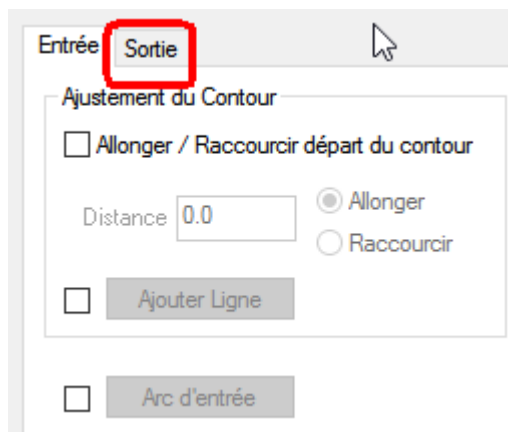 Entrée Sortie
Ajustement du Contour
Allonger / Raccourcir départ du contour
Distance 0.0 Allonger
Raccourcir
Ajouter Ligne
Arc d'entrée